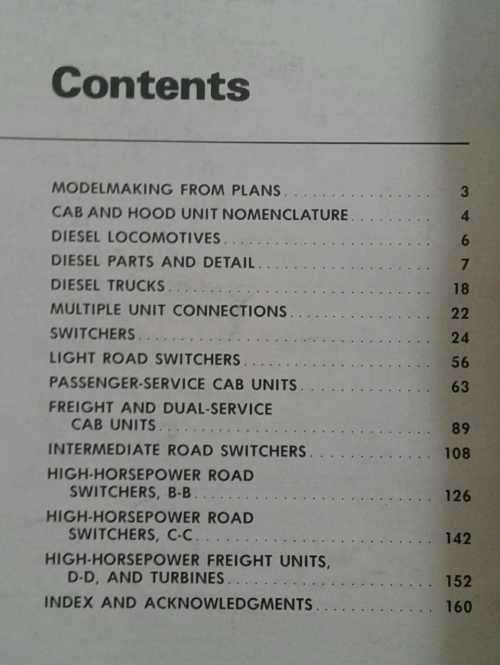 Contents
MODELMAKING FROM PLANS . . . . . . . . . . . . . . . . 3
CAB AND HOOD UNIT NOMENCLATURE . . . . . . . . . 4
DIESEL LOCOMOTIVES . . . . . . . . . . . . . . . . . . . . . . 6
DIESEL PARTS AND DETAIL . . . . . . . . . . . . . . . . . . 7
DIESEL TRUCKS . . . . . . . . . . . . . . . . . . . . . . . . . . . 18
MULTIPLE UNIT CONNECTIONS . . . . . . . . . . . . . . . 22
SWITCHERS . . . . . . . . . . . . . . . . . . . . . . . . . . . . . . 24
LIGHT ROAD SWITCHERS . . . . . . . . . . . . . . . . . . . . 56
PASSENGER-SERVICE CAB UNITS . . . . . . . . . . . . . . 63
FREIGHT AND DUAL-SERVICE
CAB UNITS . . . . . . . . . . . . . . . . . . . . . . . . . . . . 89
INTERMEDIATE ROAD SWITCHERS . . . . . . . . . . . . . 108
HIGH-HORSEPOWER ROAD
SWITCHERS, B-B . . . . . . . . . . . . . . . . . . . . . . . . 126
HIGH-HORSEPOWER ROAD
SWITCHERS, C-C . . . . . . . . . . . . . . . . . . . . . . . . 142
HIGH-HORSEPOWER FREIGHT UNITS,
D-D, AND TURBINES . . . . . . . . . . . . . . . . . . . . . 152
INDEX AND ACKNOWLEDGMENTS . . . . . . . . . . . . 160